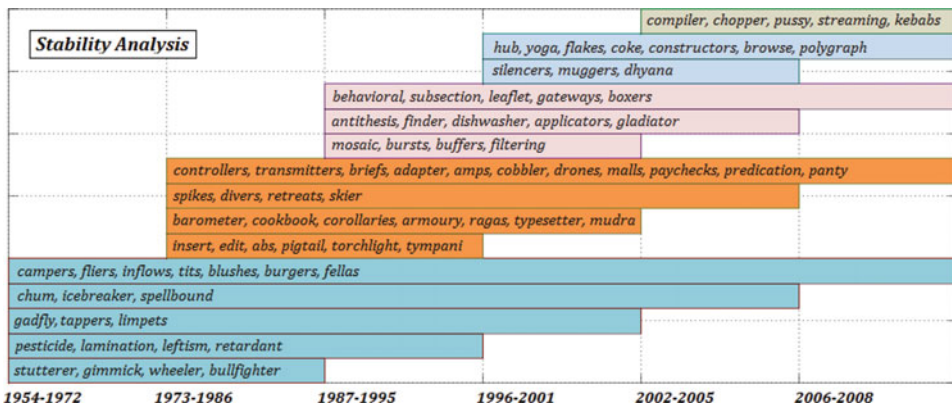 compiler, chopper, pussy, streaming, kebabs
Stability Analysis
hub, yoga, flakes, coke, constructors, browse, polygraph
silencers, muggers, dhyana
behavioral, subsection, leaflet, gateways, boxers
antithesis, finder, dishwasher, applicators, gladiator
mosaic, bursts, buffers, filtering
controllers, transmitters, briefs, adapter, amps, cobbler, drones, malls, paychecks, predication, panty
spikes, divers, retreats, skier
barometer, cookbook, corollaries, armoury, ragas, typesetter, mudra
insert, edit, abs, pigtail, torchlight, tympani
campers, fliers, inflows, tits, blushes, burgers, fellas
chum, icebreaker, spellbound
gadfly, tappers, limpets
pesticide, lamination, leftism, retardant
stutterer, gimmick, wheeler, bullfighter
1954-1972 1973-1986 1987-1995 1996-2001 2002-2005 2006-2008